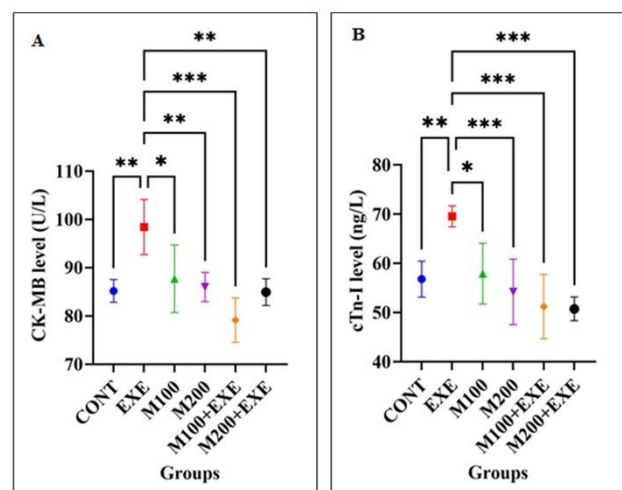 A
**
***
**
**
*
110
100
90
80
70
CK-MB level (U/L)
CONT
EXE
M100
M200
M100+EXE
M200+EXE
Groups
B
***
***
**
***
*
80
70
60
50
40
cTn-I level (ng/L)
CONT
EXE
M100
M200
M100+EXE
M200+EXE
Groups